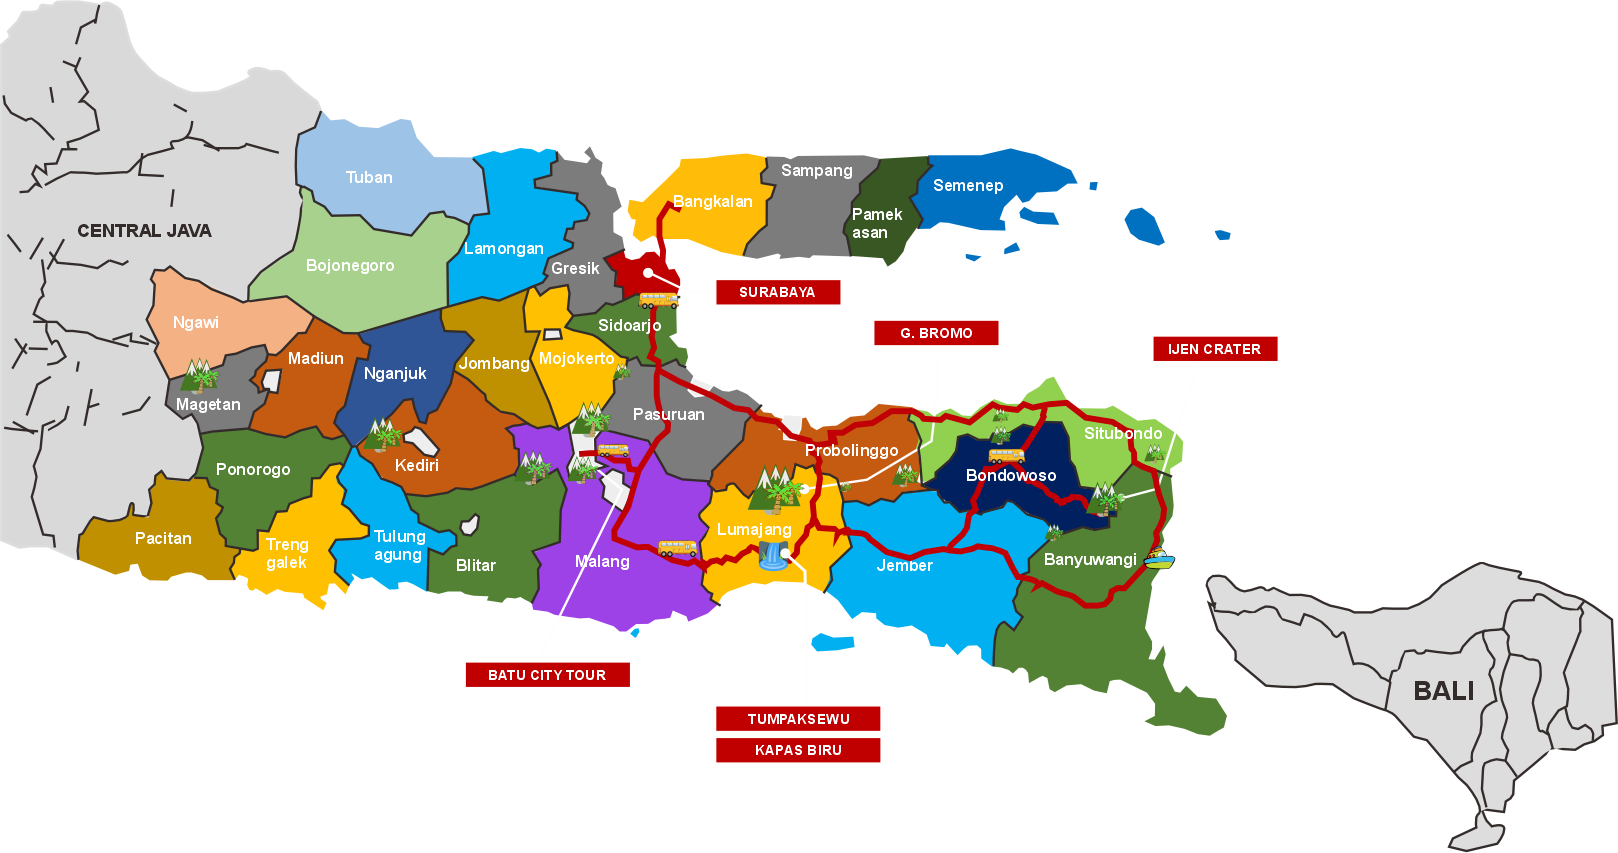 Tuban
Sampang
Semenep
Bangkalan
Pamek
asan
CENTRAL JAVA
Lamongan
Bojonegoro
Gresik
SURABAYA
Ngawi
Sidoarjo
G. BROMO
IJEN CRATER
Madiun
Mojokerto
Jombang
Nganjuk
Magetan
Pasuruan
Situbondo
Probolinggo
Kediri
Ponorogo
Bondowoso
Lumajang
Pacitan
Tulung
agung
Treng
galek
Malang
Blitar
Jember
Banyuwangi
BATU CITY TOUR
BALI
TUMPAKSEWU
KAPAS BIRU